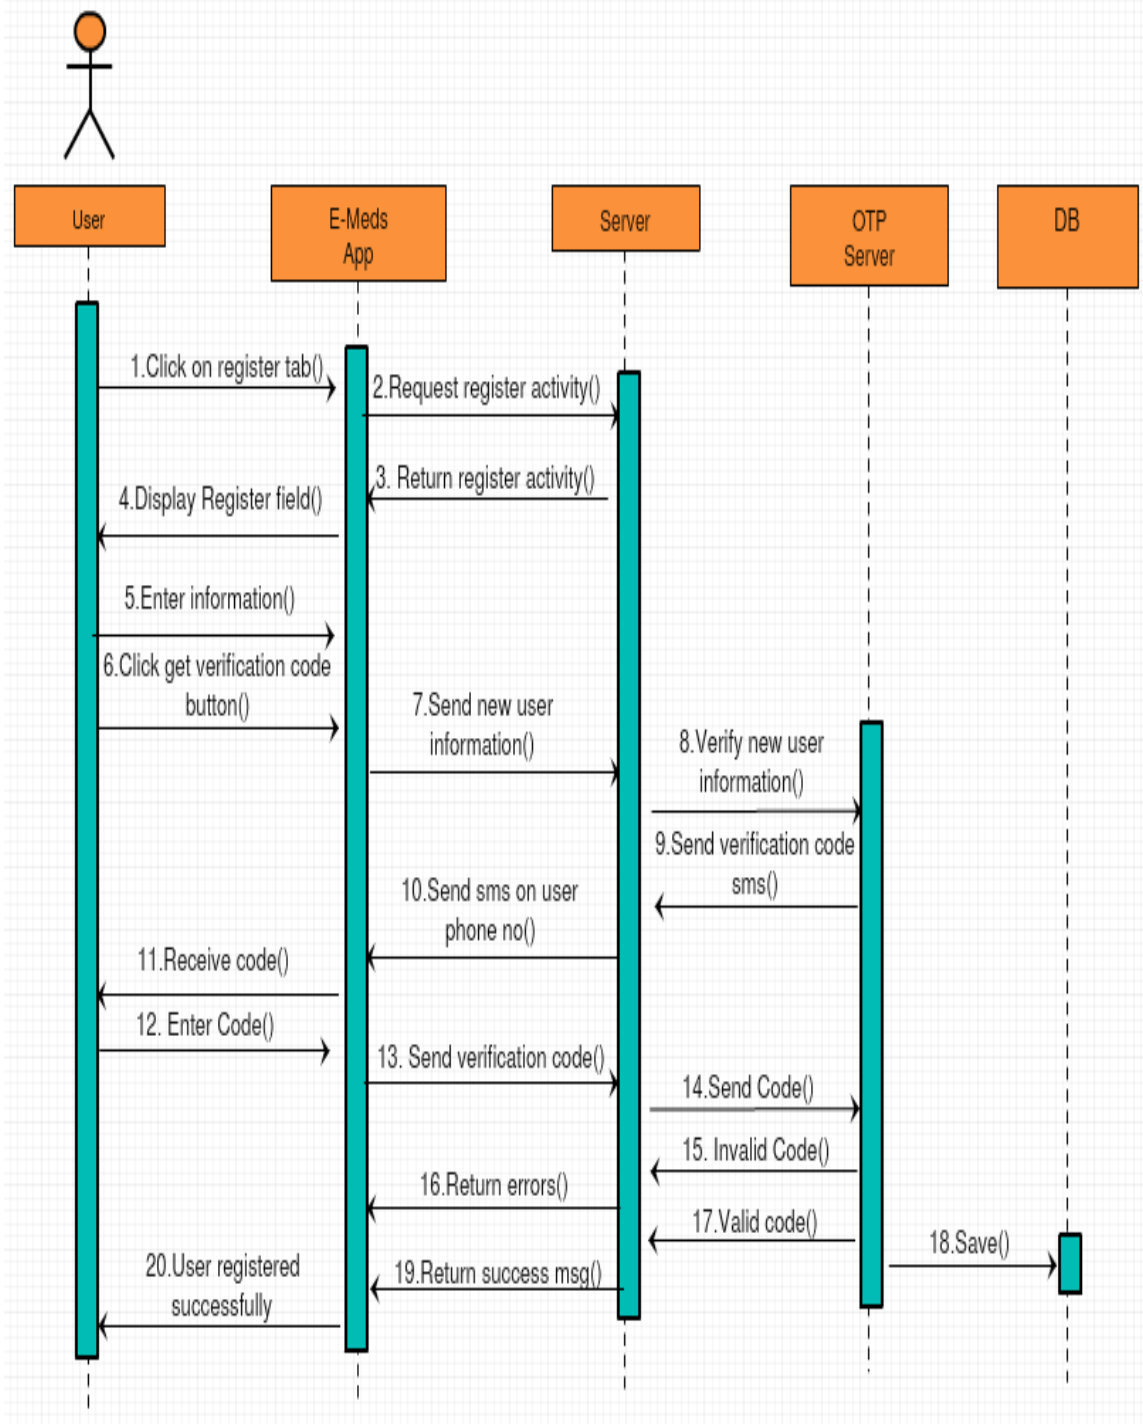 User
E-Meds
App
Server
OTP
Server
DB
1.Click on register tab()
2.Request register activity()
3. Return register activity()
4.Display Register field()
5.Enter information()
6.Click get verification code
button()
7.Send new user
information()
8.Verify new user
information()
9.Send verification code
sms()
10.Send sms on user
phone no()
11.Receive code()
12. Enter Code()
13. Send verification code()
14.Send Code()
15. Invalid Code()
16.Return errors()
17.Valid code()
18.Save()
19.Return success msg()
20.User registered
successfully